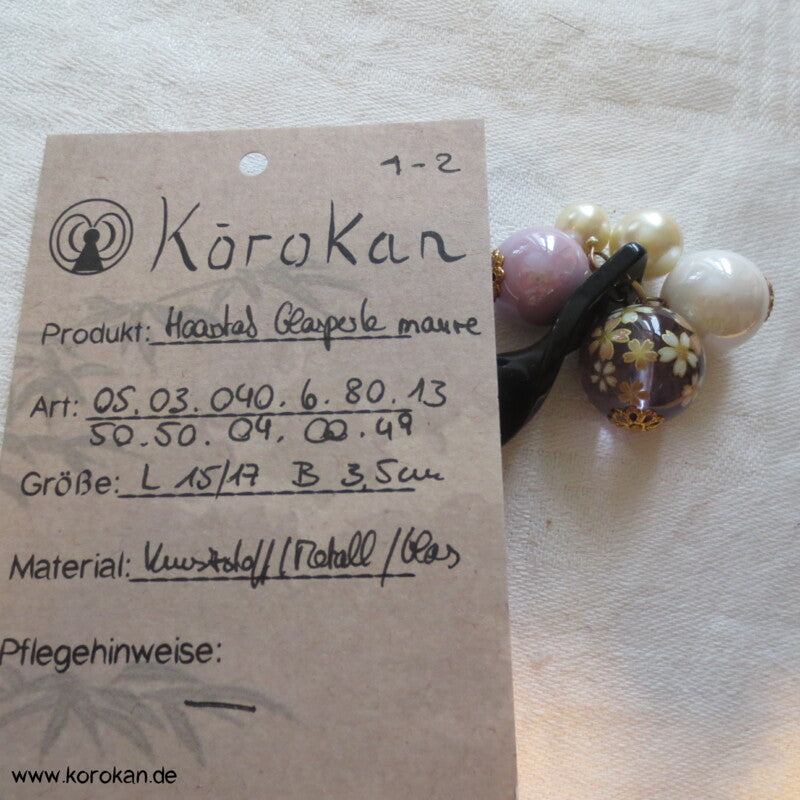 1-2
Kōrokan
Produkt: Haarstab Glasperle mauve
Art: 05.03.040.6.80.13
50.50.04.00.49
Größe: L 15/17 B 3,5cm
Material: Kunststoff/Metall/Glas
Pflegehinweise:
—
www.korokan.de